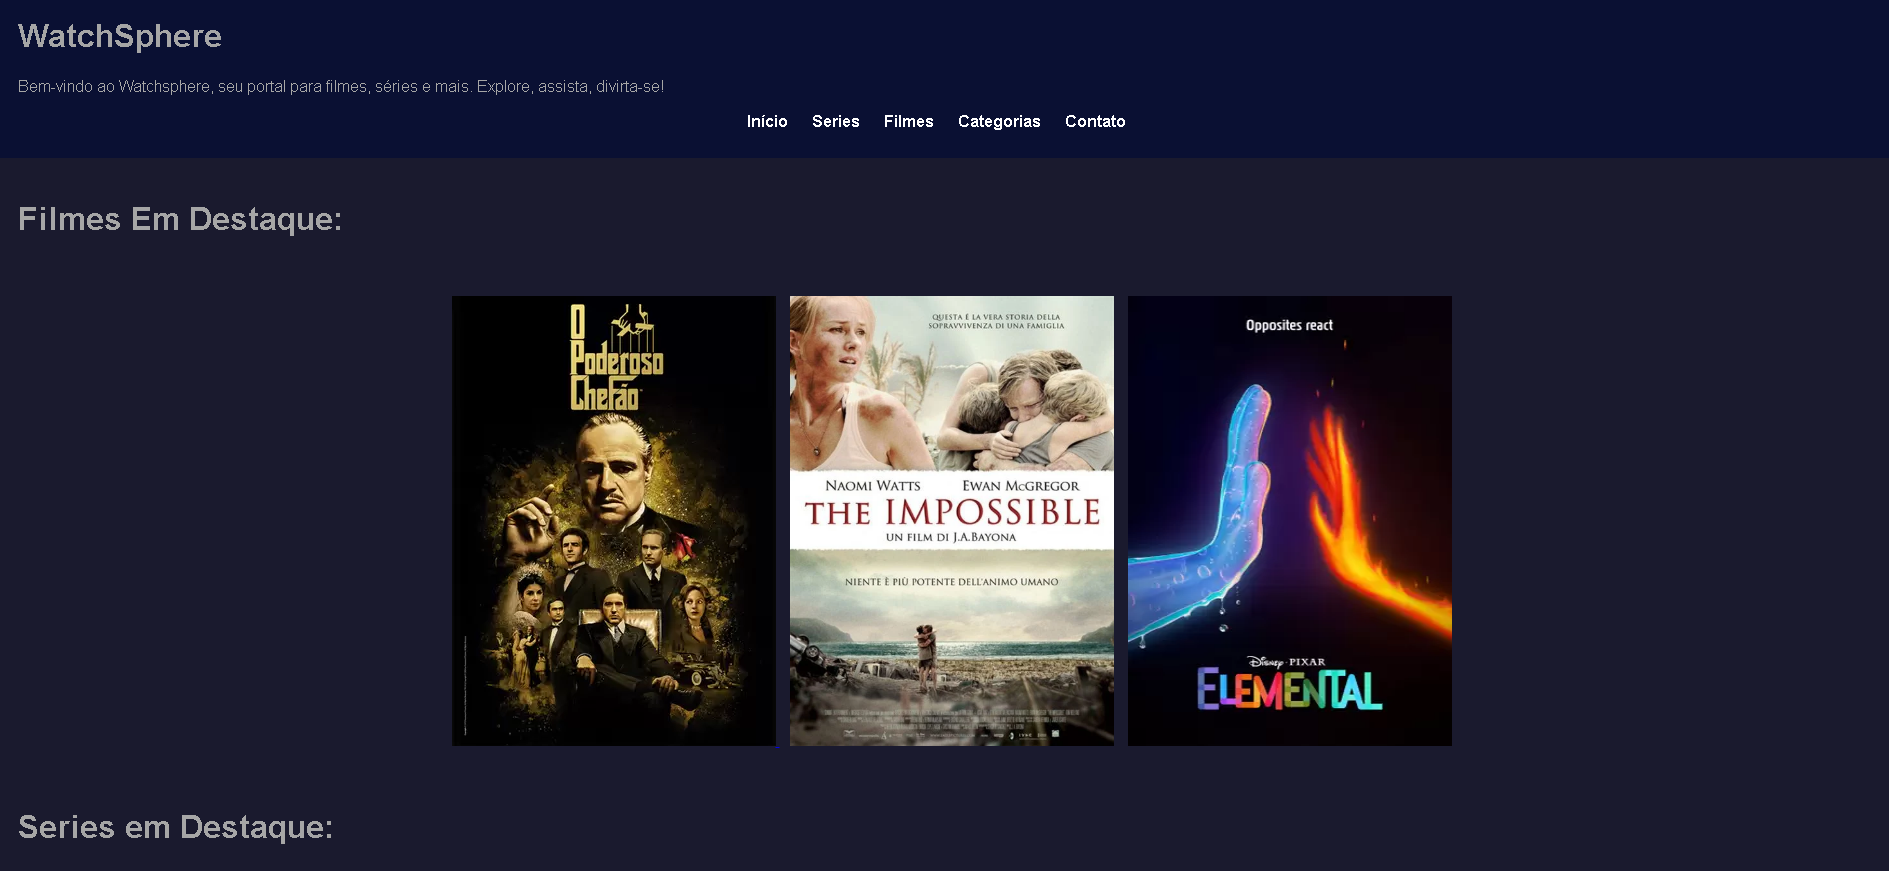 WatchSphere
Bem-vindo ao Watchsphere, seu portal para filmes, séries e mais. Explore, assista, divirta-se!
Início Series Filmes Categorias Contato
Filmes Em Destaque:
O
Poderoso
Chefão
QUESTA È LA VERA STORIA DELLA
SOPRAVVIVENZA DI UNA FAMIGLIA
NAOMI WATTS EWAN McGREGOR
THE IMPOSSIBLE
UN FILM DI J.A.BAYONA
NIENTE È PIÙ POTENTE DELL'ANIMO UMANO
Opposites react
Disney · PIXAR
ELEMENTAL
Series em Destaque: